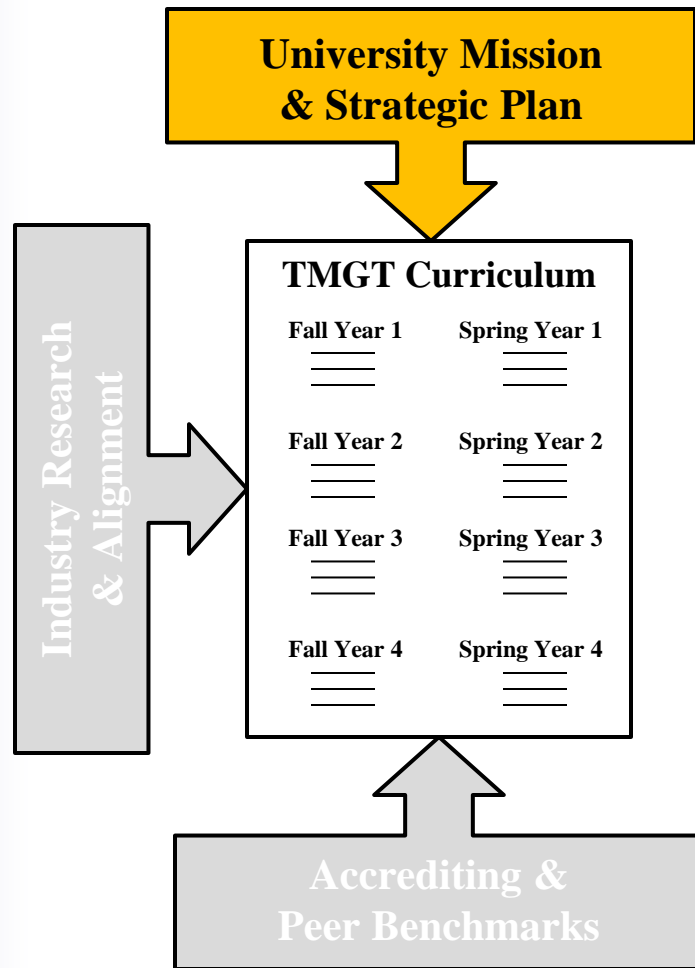 University Mission
& Strategic Plan
TMGT Curriculum
Fall Year 1 Spring Year 1
Fall Year 2 Spring Year 2
Fall Year 3 Spring Year 3
Fall Year 4 Spring Year 4
Industry Research
& Alignment
Accrediting &
Peer Benchmarks